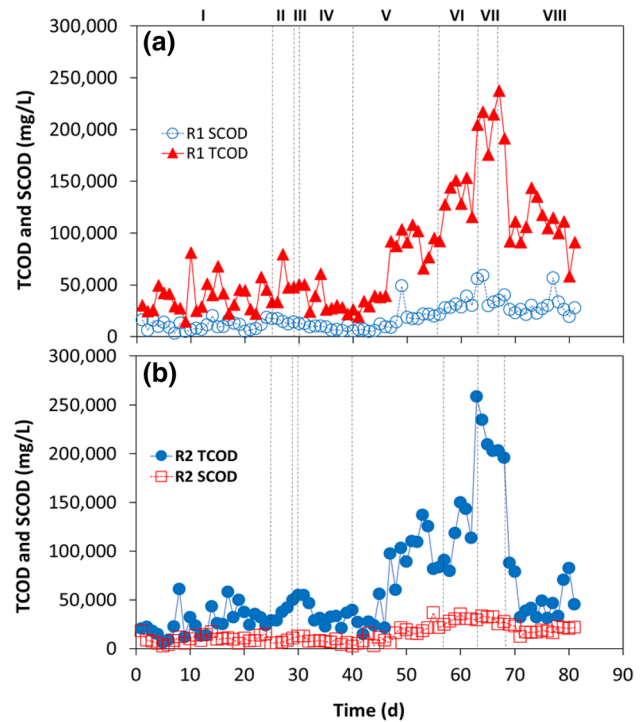 I II III IV V VI VII VIII
(a)
300,000
250,000
200,000
150,000
100,000
50,000
0
TCOD and SCOD (mg/L)
R1 SCOD
R1 TCOD
(b)
300,000
250,000
200,000
150,000
100,000
50,000
0
TCOD and SCOD (mg/L)
R2 TCOD
R2 SCOD
0 10 20 30 40 50 60 70 80 90
Time (d)